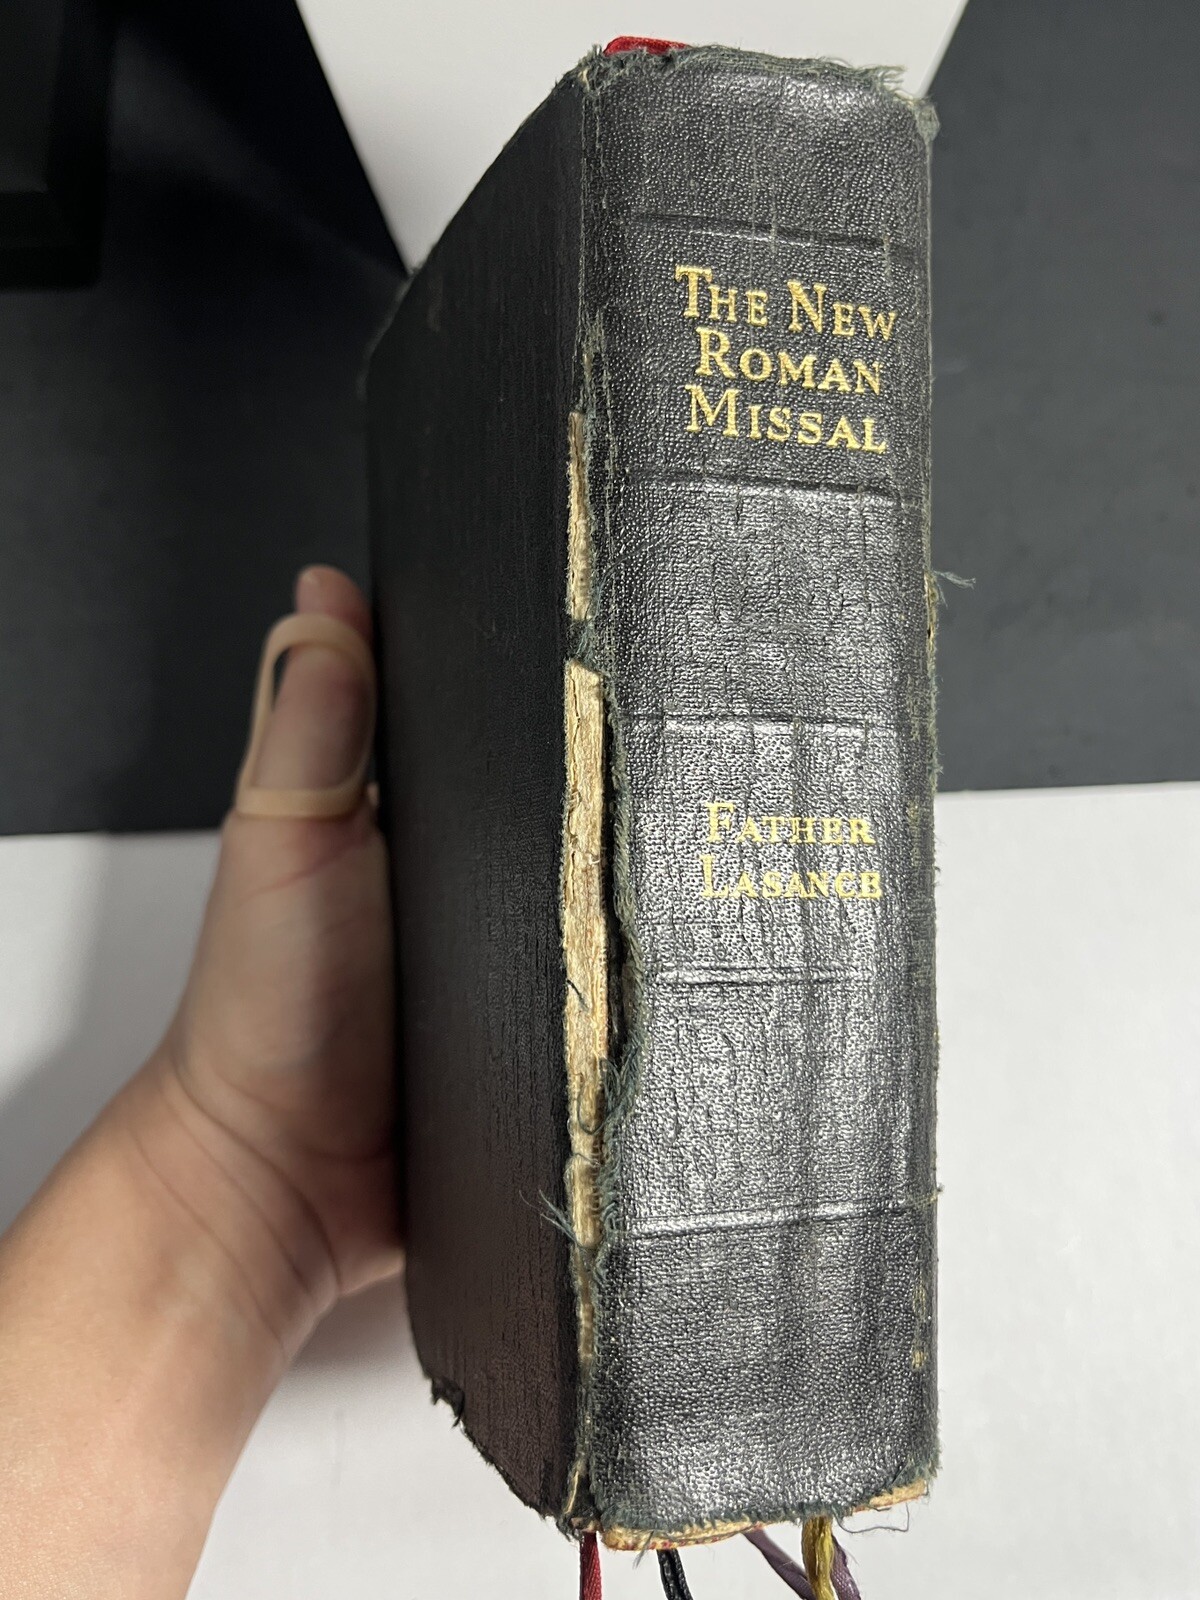 THE NEW
ROMAN
MISSAL
FATHER
LASANCE